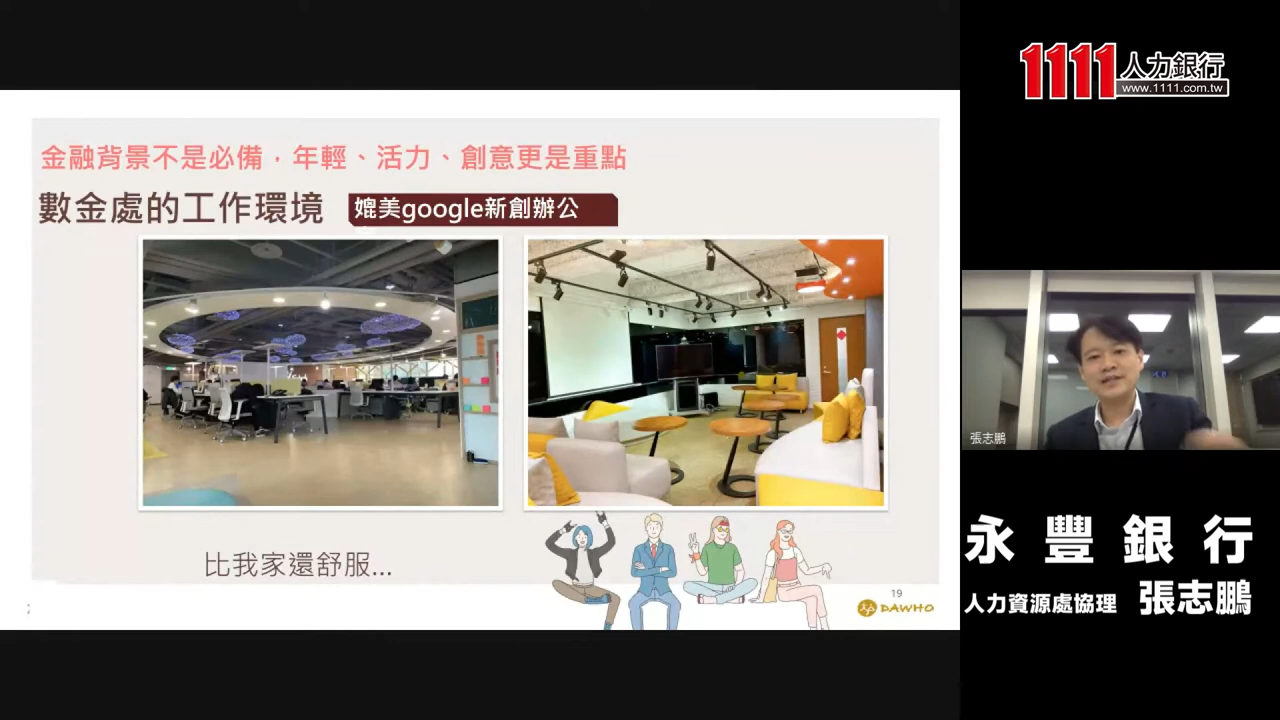 金融背景不是必備，年輕、活力、創意更是重點
數金處的工作環境
媲美google新創辦公
比我家還舒服...
19
DAWHO
1111人力銀行
www.1111.com.tw
張志鵬
永豐銀行
人力資源處協理 張志鵬